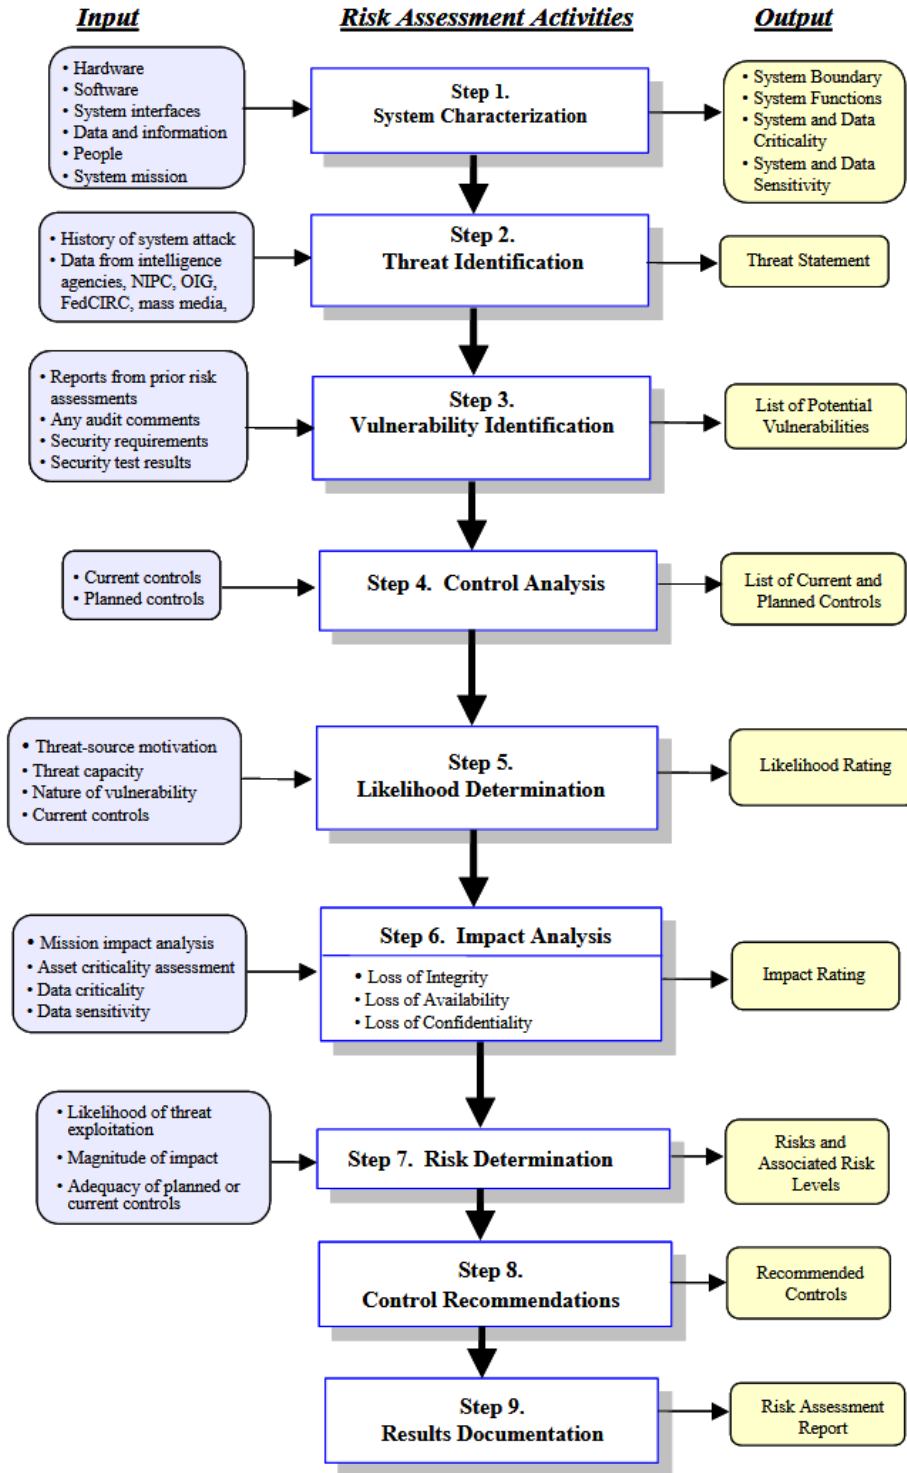 Input
Risk Assessment Activities
Output
• Hardware
• Software
• System interfaces
• Data and information
• People
• System mission
Step 1.
System Characterization
• System Boundary
• System Functions
• System and Data
Criticality
• System and Data
Sensitivity
• History of system attack
• Data from intelligence
agencies, NIPC, OIG,
FedCIRC, mass media,
Step 2.
Threat Identification
Threat Statement
• Reports from prior risk
assessments
• Any audit comments
• Security requirements
• Security test results
Step 3.
Vulnerability Identification
List of Potential
Vulnerabilities
• Current controls
• Planned controls
Step 4. Control Analysis
List of Current and
Planned Controls
• Threat-source motivation
• Threat capacity
• Nature of vulnerability
• Current controls
Step 5.
Likelihood Determination
Likelihood Rating
• Mission impact analysis
• Asset criticality assessment
• Data criticality
• Data sensitivity
Step 6. Impact Analysis
• Loss of Integrity
• Loss of Availability
• Loss of Confidentiality
Impact Rating
• Likelihood of threat
exploitation
• Magnitude of impact
• Adequacy of planned or
current controls
Step 7. Risk Determination
Risks and
Associated Risk
Levels
Step 8.
Control Recommendations
Recommended
Controls
Step 9.
Results Documentation
Risk Assessment
Report